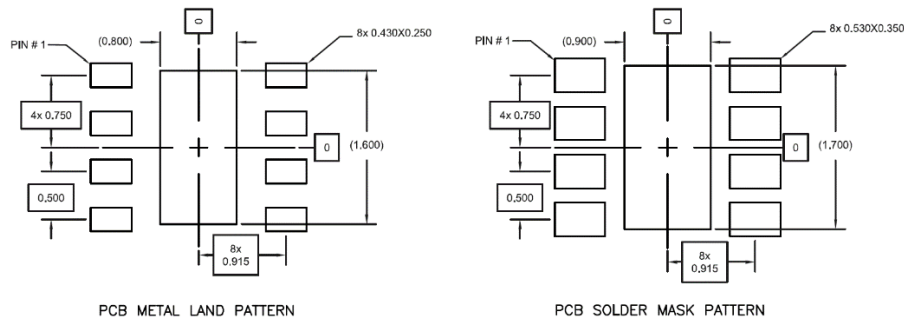 0
(0.800)
8x 0.430X0.250
PIN # 1
4x 0.750
0
(1.600)
0.500
8x
0.915
PCB METAL LAND PATTERN
0
(0.900)
8x 0.530X0.350
PIN # 1
4x 0.750
0
(1.700)
0.500
8x
0.915
PCB SOLDER MASK PATTERN